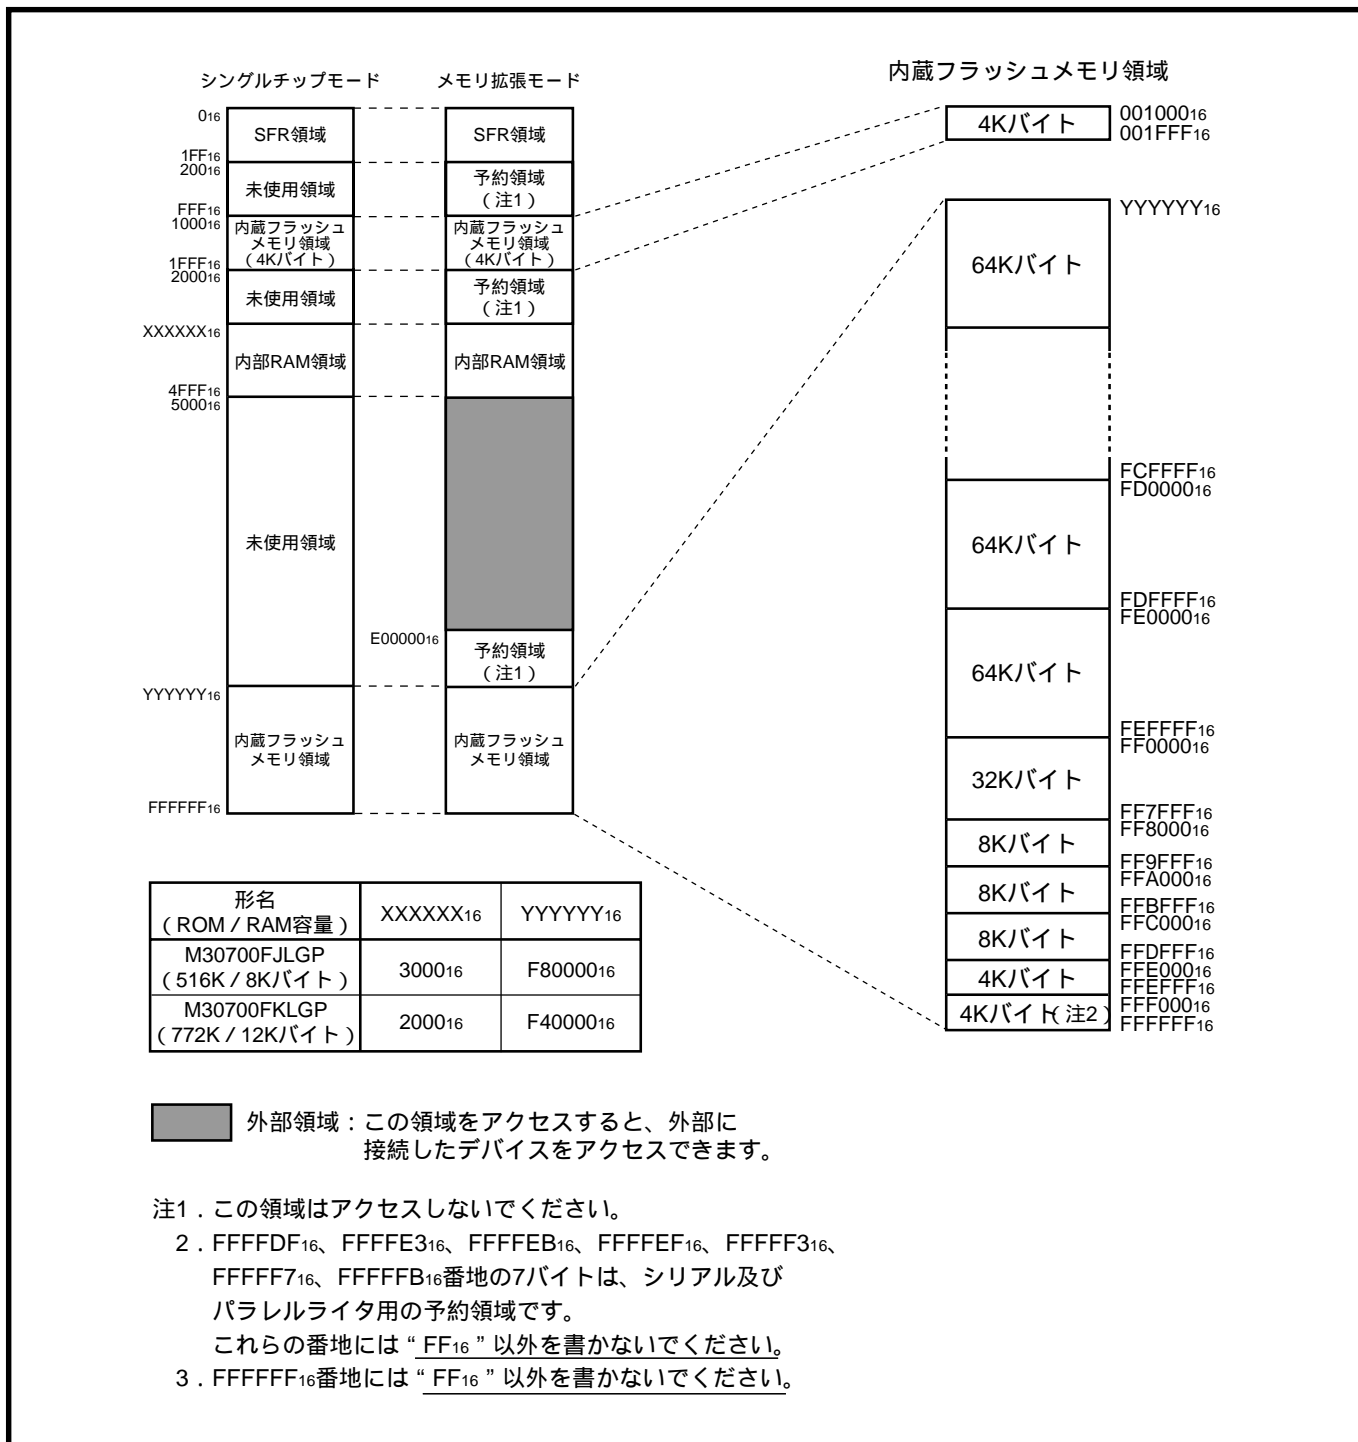 シングルチップモード
メモリ拡張モード
内蔵フラッシュメモリ領域
016
SFR領域
1FF16
20016
未使用領域
FFF16
100016
内蔵フラッシュ
メモリ領域
(4Kバイト)
1FFF16
200016
未使用領域
XXXXXX16
内部RAM領域
4FFF16
500016
未使用領域
YYYYYY16
内蔵フラッシュ
メモリ領域
FFFFFF16
SFR領域
予約領域
(注1)
内蔵フラッシュ
メモリ領域
(4Kバイト)
予約領域
(注1)
内部RAM領域
E0000016
予約領域
(注1)
内蔵フラッシュ
メモリ領域
4Kバイト
00100016
001FFF16
YYYYYY16
64Kバイト
FCFFFF16
FD000016
64Kバイト
FDFFFF16
FE000016
64Kバイト
FEFFFF16
FF000016
32Kバイト
FF7FFF16
FF800016
8Kバイト
FF9FFF16
FFA00016
8Kバイト
FFBFFF16
FFC00016
8Kバイト
FFDFFF16
FFE00016
4Kバイト
FFEFFF16
FFF00016
4Kバイト(注2)
FFFFFF16
形名
(ROM / RAM容量)
XXXXXX16
YYYYYY16
M30700FJLGP
(516K / 8Kバイト)
300016
F8000016
M30700FKLGP
(772K / 12Kバイト)
200016
F4000016
外部領域:この領域をアクセスすると、外部に
接続したデバイスをアクセスできます。
注1.この領域はアクセスしないでください。
2.FFFFDF16、FFFFE316、FFFFEB16、FFFFEF16、FFFFF316、
FFFFF716、FFFFFB16番地の7バイトは、シリアル及び
パラレルライタ用の予約領域です。
これらの番地には“FF16”以外を書かないでください。
3.FFFFFF16番地には“FF16”以外を書かないでください。